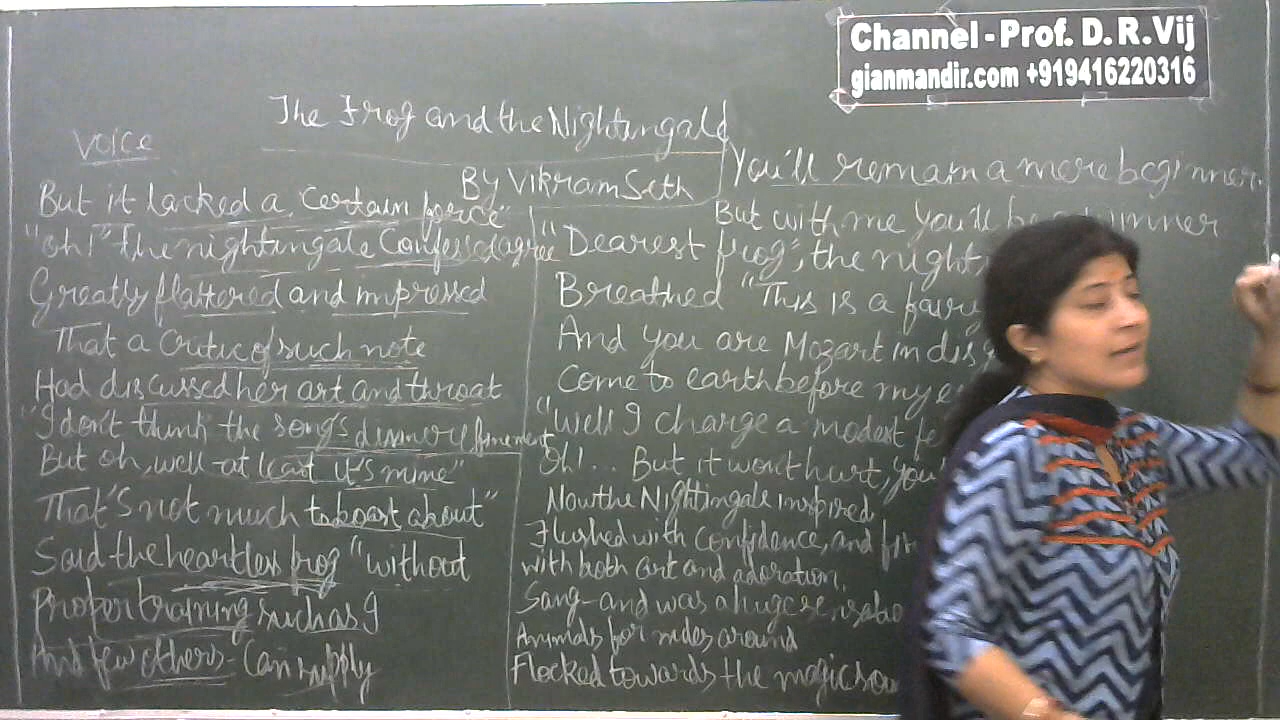 Channel - Prof. D. R. Vij
gianmandir.com +919416220316
The Frog and the Nightingale
By Vikram Seth
voice
But it lacked a certain force"
"oh!" the nightingale Confessed
Greatly flattered and impressed
That a Critic of such note
Had discussed her art and throat
"I don't think the song's divine
But oh, well - at least it's mine"
That's not much to boast about"
Said the heartless frog "without
Proper training such as I
And few others - Can supply
You'll remain a mere beginner.
But with me you'll be a winner
"Dearest frog", the
Breathed "This is a fairy
And you are Mozart in
Come to earth before my
"Well I charge a modest
Oh! ... But it won't hurt,
Now the Nightingale inspired
Flushed with confidence, and
with both art and adoration,
Sang - and was a huge
Animals for miles around
Flocked towards the magic